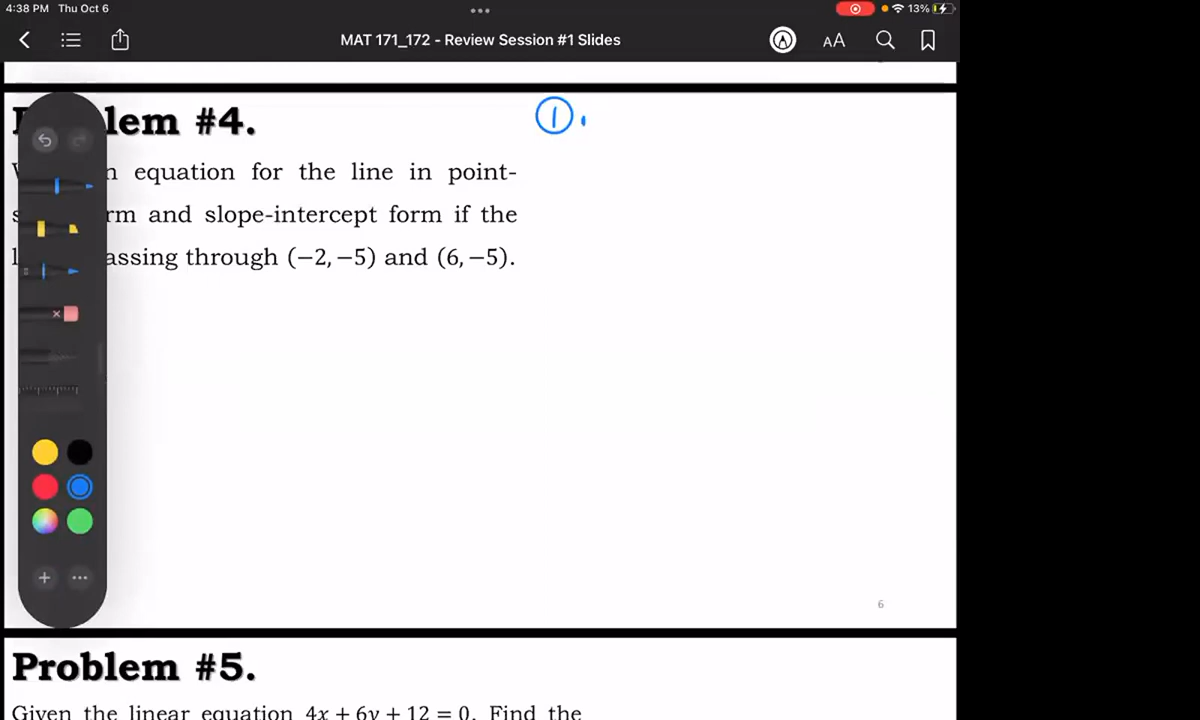 4:38 PM Thu Oct 6
13%
MAT 171_172 - Review Session #1 Slides
AA
lem #4.
①.
equation for the line in point-
and slope-intercept form if the
through (−2, −5) and (6, −5).
6
Problem #5.
Given the linear equation 4x + 6y + 12 = 0. Find the